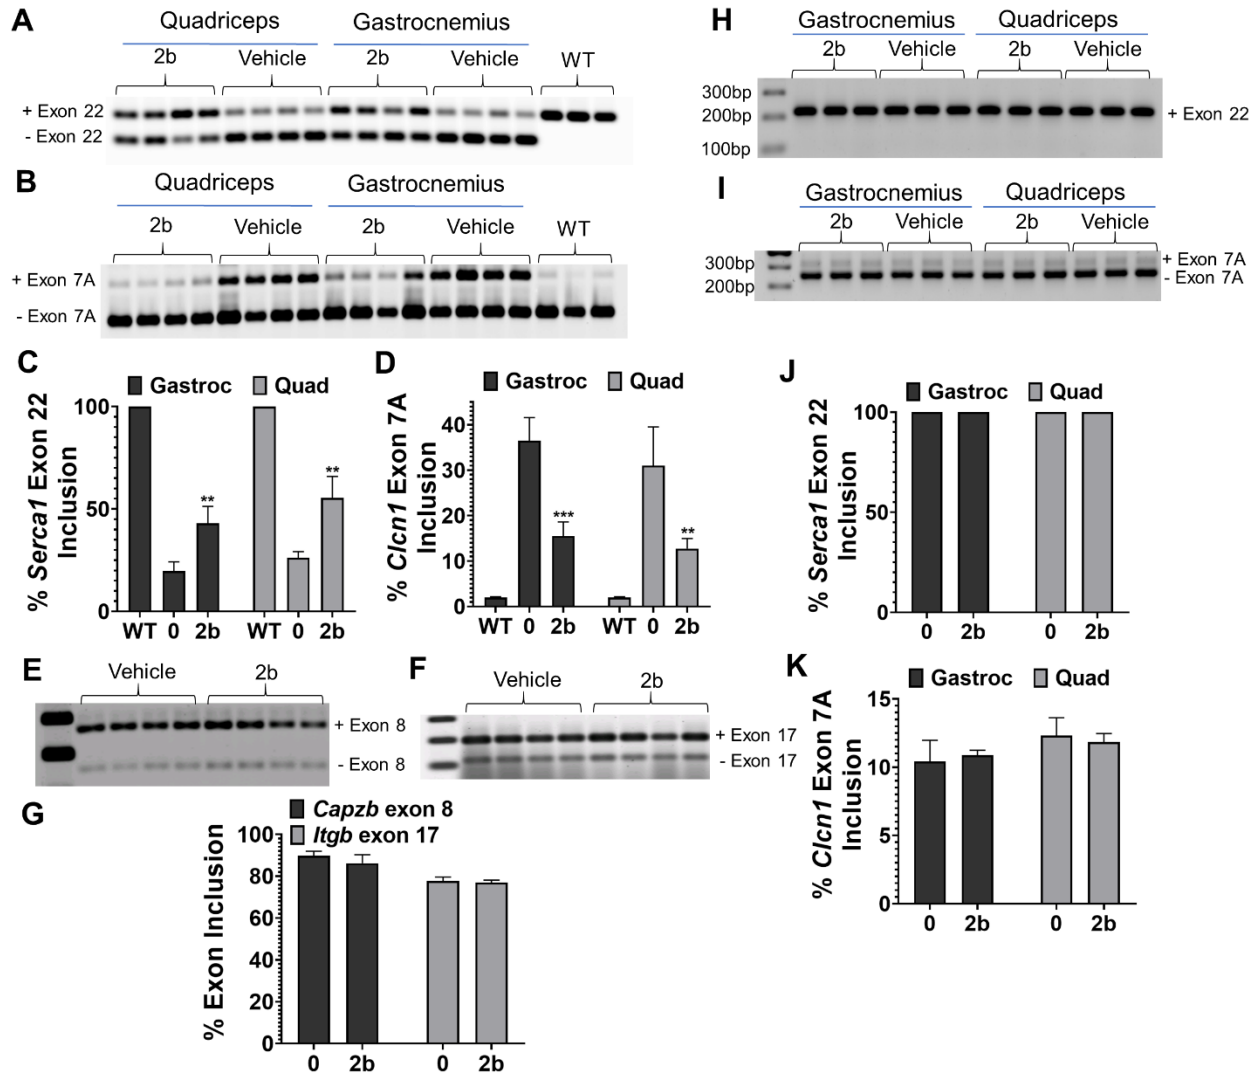 A
Quadriceps
Gastrocnemius
2b
Vehicle
2b
Vehicle
WT
+ Exon 22
- Exon 22
B
Quadriceps
Gastrocnemius
2b
Vehicle
2b
Vehicle
WT
+ Exon 7A
- Exon 7A
C
Gastroc
Quad
% Serca1 Exon 22
Inclusion
100
50
0
**
**
WT 0 2b WT 0 2b
D
Gastroc
Quad
% Clcn1 Exon 7A
Inclusion
40
30
20
10
0
***
**
WT 0 2b WT 0 2b
E
Vehicle
2b
+ Exon 8
- Exon 8
F
Vehicle
2b
+ Exon 17
- Exon 17
G
Capzb exon 8
Itgb exon 17
% Exon Inclusion
100
80
60
40
20
0
0 2b 0 2b
H
Gastrocnemius
Quadriceps
2b
Vehicle
2b
Vehicle
300bp
200bp
100bp
+ Exon 22
I
Gastrocnemius
Quadriceps
2b
Vehicle
2b
Vehicle
300bp
200bp
+ Exon 7A
- Exon 7A
J
Gastroc
Quad
% Serca1 Exon 22
Inclusion
100
50
0
0 2b 0 2b
K
Gastroc
Quad
% Clcn1 Exon 7A
Inclusion
15
10
5
0
0 2b 0 2b